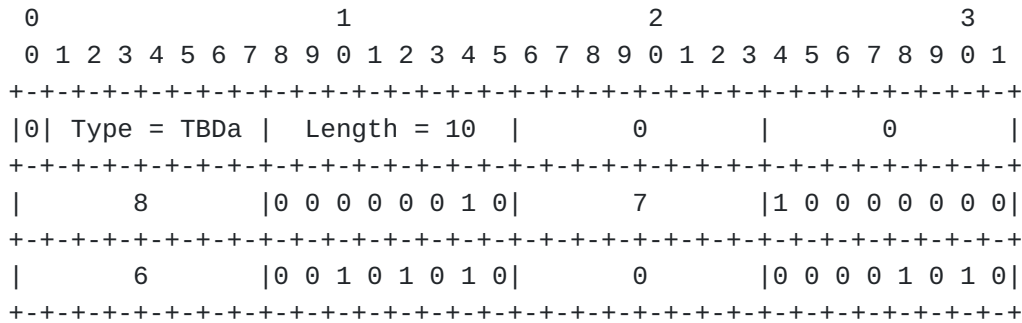 0                   1                   2                   3
 0 1 2 3 4 5 6 7 8 9 0 1 2 3 4 5 6 7 8 9 0 1 2 3 4 5 6 7 8 9 0 1
+-+-+-+-+-+-+-+-+-+-+-+-+-+-+-+-+-+-+-+-+-+-+-+-+-+-+-+-+-+-+-+-+
|0| Type = TBDa |  Length = 10  |       0       |       0       |
+-+-+-+-+-+-+-+-+-+-+-+-+-+-+-+-+-+-+-+-+-+-+-+-+-+-+-+-+-+-+-+-+
|       8       |0 0 0 0 0 0 1 0|       7       |1 0 0 0 0 0 0 0|
+-+-+-+-+-+-+-+-+-+-+-+-+-+-+-+-+-+-+-+-+-+-+-+-+-+-+-+-+-+-+-+-+
|       6       |0 0 1 0 1 0 1 0|       0       |0 0 0 0 1 0 1 0|
+-+-+-+-+-+-+-+-+-+-+-+-+-+-+-+-+-+-+-+-+-+-+-+-+-+-+-+-+-+-+-+-+